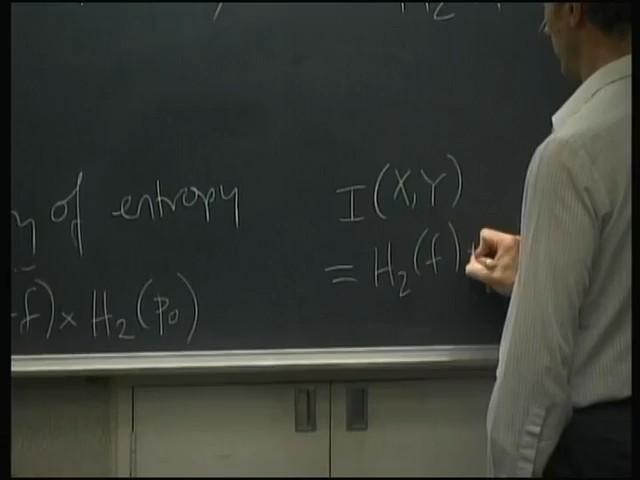 of entropy
f) × H₂(p₀)
I(X,Y)
= H₂(f)